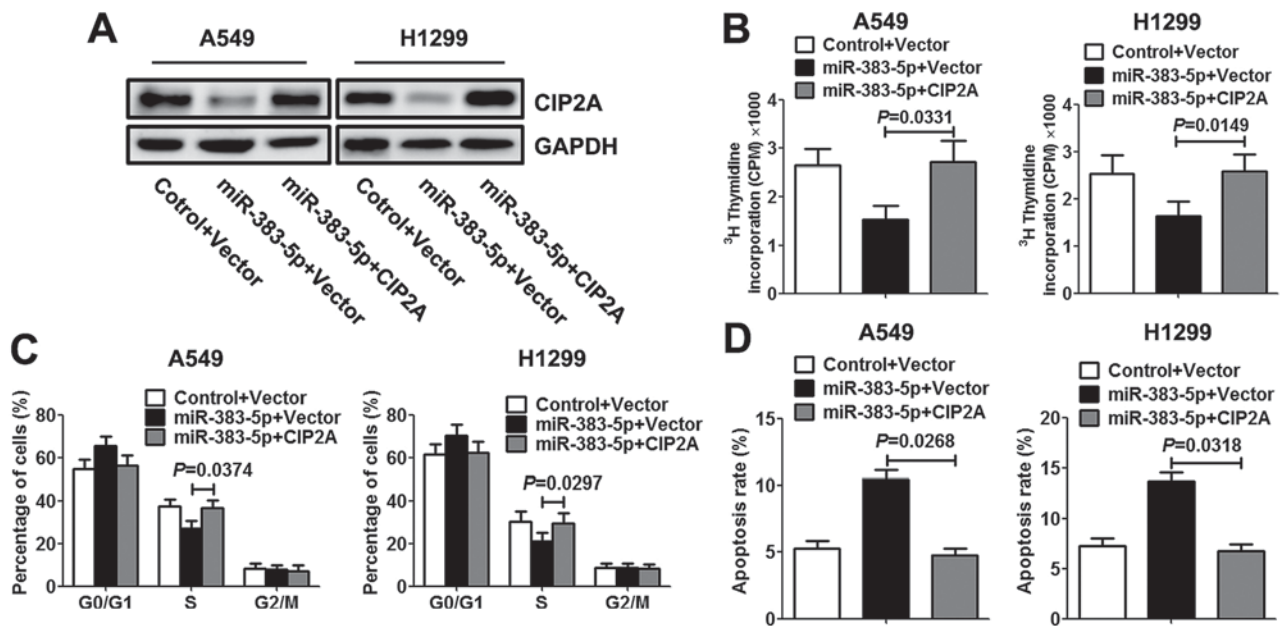 A
A549
H1299
CIP2A
GAPDH
Cotrol+Vector
miR-383-5p+Vector
miR-383-5p+CIP2A
Cotrol+Vector
miR-383-5p+Vector
miR-383-5p+CIP2A
B
A549
Control+Vector
miR-383-5p+Vector
miR-383-5p+CIP2A
P=0.0331
³H Thymidine
incorporation (CPM) ×1000
4
3
2
1
0
H1299
Control+Vector
miR-383-5p+Vector
miR-383-5p+CIP2A
P=0.0149
³H Thymidine
incorporation (CPM) ×1000
4
3
2
1
0
C
A549
Control+Vector
miR-383-5p+Vector
miR-383-5p+CIP2A
P=0.0374
Percentage of cells (%)
80
60
40
20
0
G0/G1 S G2/M
H1299
Control+Vector
miR-383-5p+Vector
miR-383-5p+CIP2A
P=0.0297
Percentage of cells (%)
80
60
40
20
0
G0/G1 S G2/M
D
A549
Control+Vector
miR-383-5p+Vector
miR-383-5p+CIP2A
P=0.0268
Apoptosis rate (%)
15
10
5
0
H1299
Control+Vector
miR-383-5p+Vector
miR-383-5p+CIP2A
P=0.0318
Apoptosis rate (%)
20
15
10
5
0